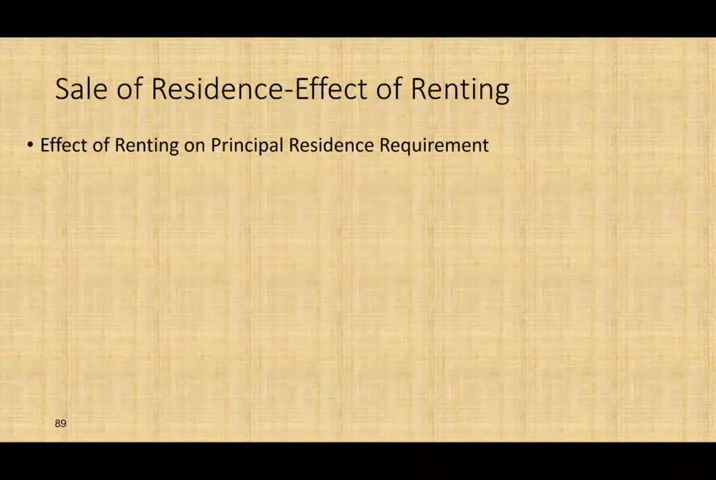 Sale of Residence-Effect of Renting
• Effect of Renting on Principal Residence Requirement
89